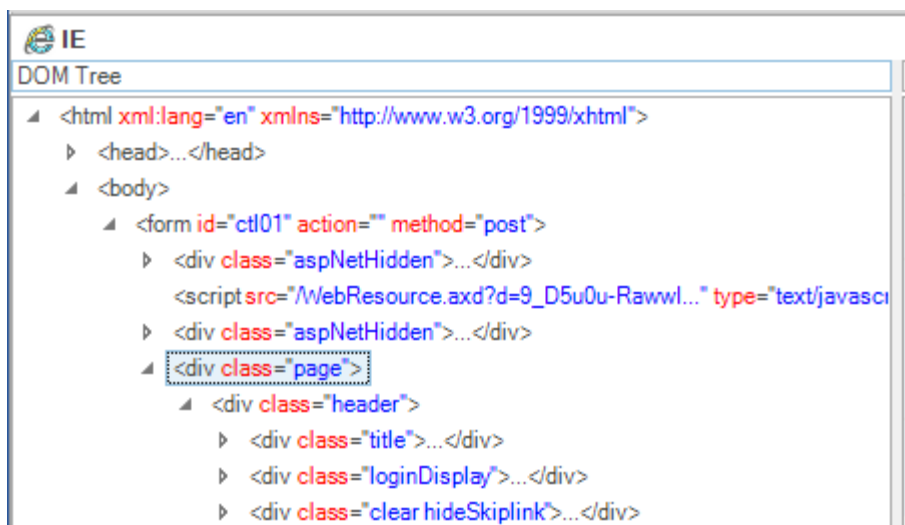 IE
DOM Tree
<html xml:lang="en" xmlns="http://www.w3.org/1999/xhtml">
<head>...</head>
<body>
<form id="ctl01" action="" method="post">
<div class="aspNetHidden">...</div>
<script src="/WebResource.axd?d=9_D5u0u-Rawwl..." type="text/javascr
<div class="aspNetHidden">...</div>
<div class="page">
<div class="header">
<div class="title">...</div>
<div class="loginDisplay">...</div>
<div class="clear hideSkiplink">...</div>